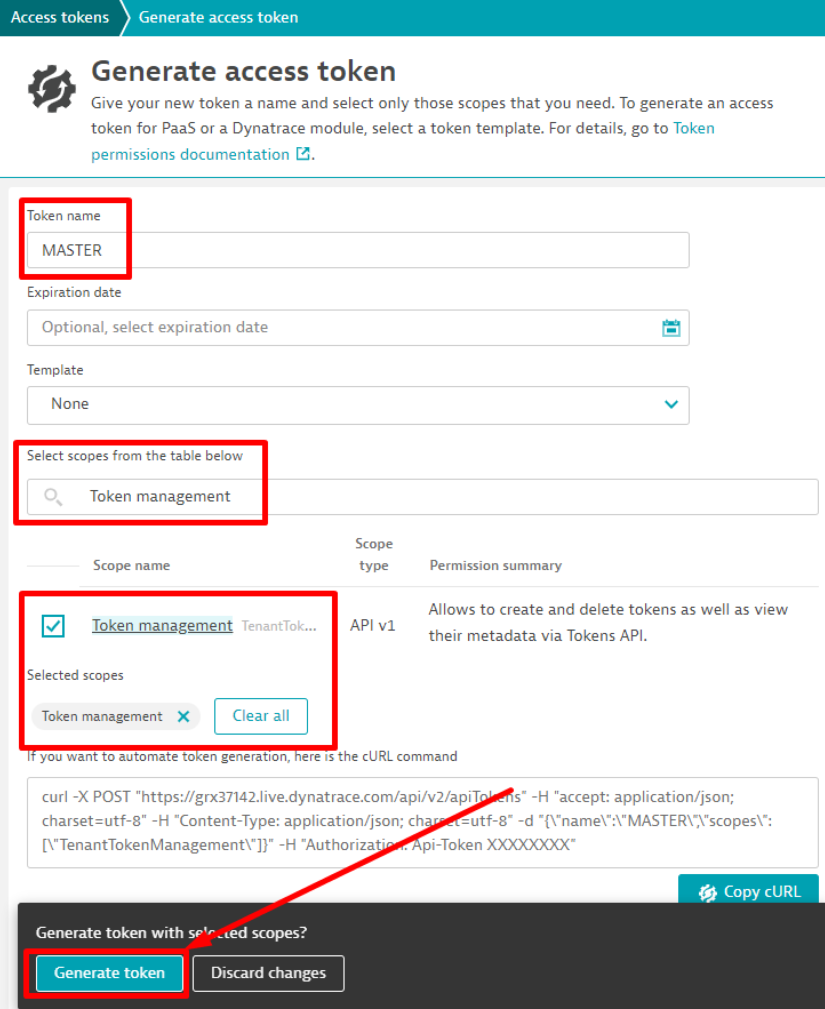 Access tokens
Generate access token
Generate access token
Give your new token a name and select only those scopes that you need. To generate an access
token for PaaS or a Dynatrace module, select a token template. For details, go to Token
permissions documentation.
Token name
MASTER
Expiration date
Optional, select expiration date
Template
None
Select scopes from the table below
Token management
Scope name
Scope
type
Permission summary
Token management TenantTok...
API v1
Allows to create and delete tokens as well as view
their metadata via Tokens API.
Selected scopes
Token management
Clear all
If you want to automate token generation, here is the cURL command
curl -X POST "https://grx37142.live.dynatrace.com/api/v2/apiTokens" -H "accept: application/json;
charset=utf-8" -H "Content-Type: application/json; charset=utf-8" -d "{\"name\":\"MASTER\",\"scopes\":
[\"TenantTokenManagement\"]}" -H "Authorization: Api-Token XXXXXXXX"
Copy cURL
Generate token with selected scopes?
Generate token
Discard changes